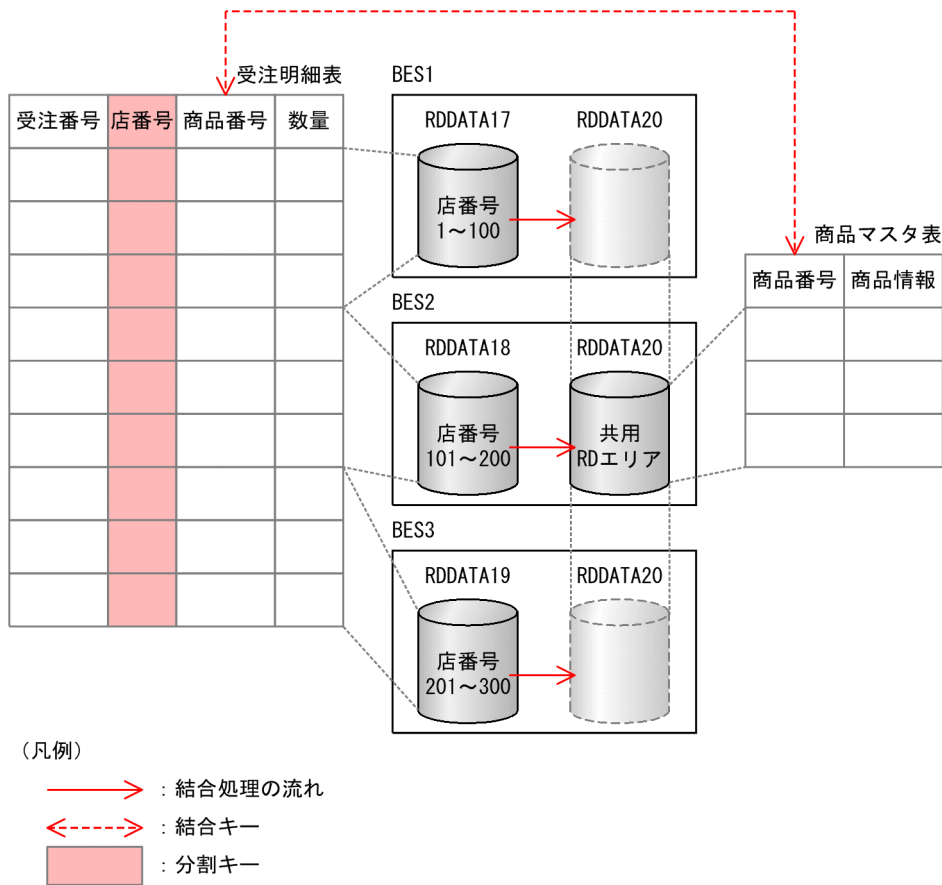 受注明細表
受注番号 店番号 商品番号 数量
BES1
RDDATA17 RDDATA20
店番号
1～100
商品マスタ表
商品番号 商品情報
BES2
RDDATA18 RDDATA20
店番号
101～200
共用
RDエリア
BES3
RDDATA19 RDDATA20
店番号
201～300
（凡例）
：結合処理の流れ
：結合キー
：分割キー